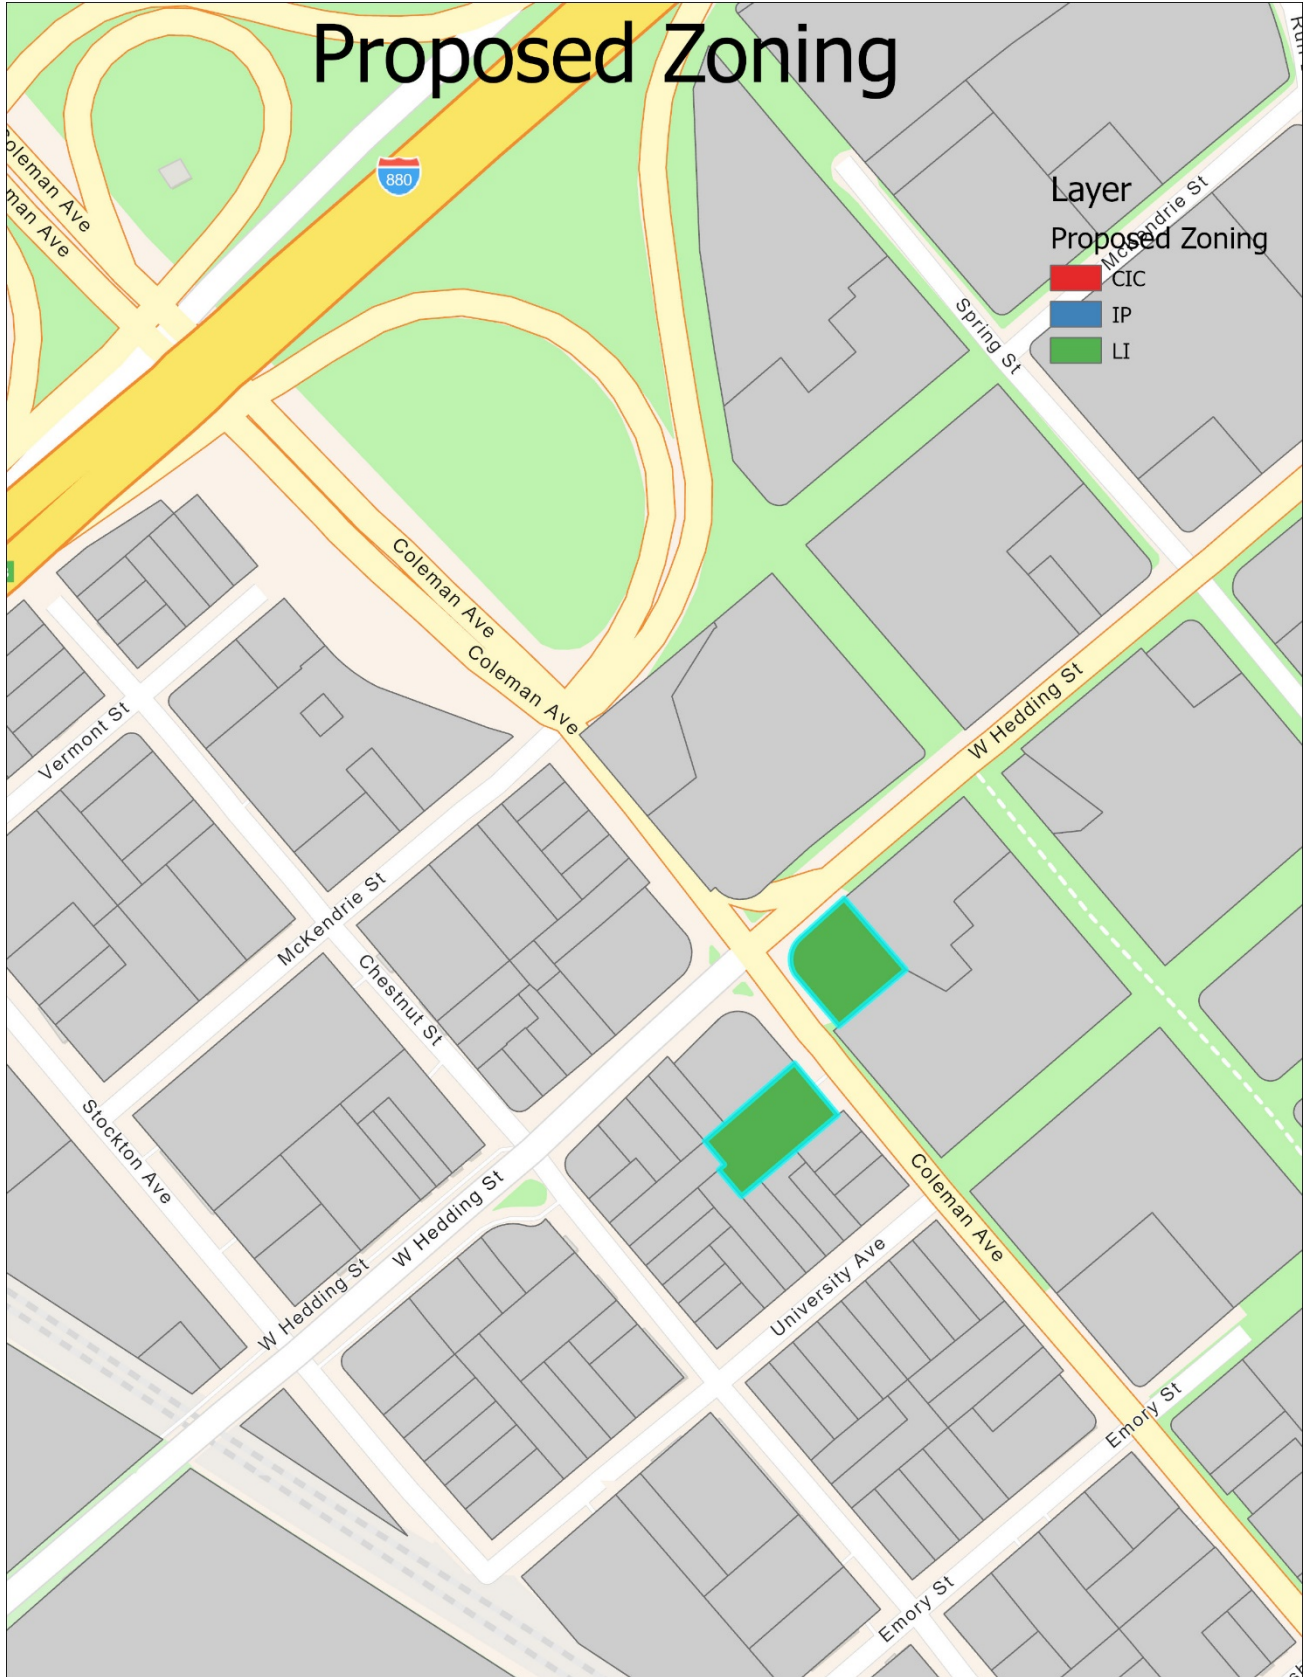 Proposed Zoning
880
Coleman Ave
man Ave
Layer
Proposed Zoning
CIC
IP
LI
McKendrie St
Spring St
Coleman Ave
Coleman Ave
W Hedding St
Vermont St
McKendrie St
Chestnut St
Stockton Ave
W Hedding St
W Hedding St
Coleman Ave
University Ave
Emory St
Emory St